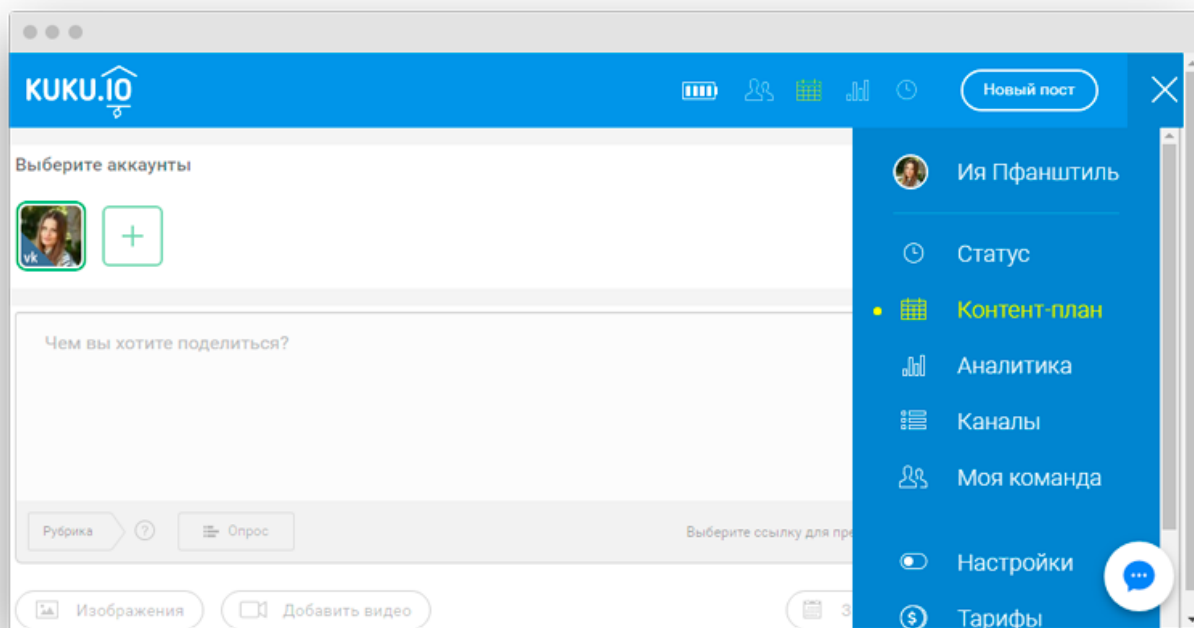 KUKU.IO
Новый пост
Выберите аккаунты
vk
Чем вы хотите поделиться?
Рубрика
?
Опрос
Выберите ссылку для
Изображения
Добавить видео
Ия Пфанштиль
Статус
Контент-план
Аналитика
Каналы
Моя команда
Настройки
Тарифы